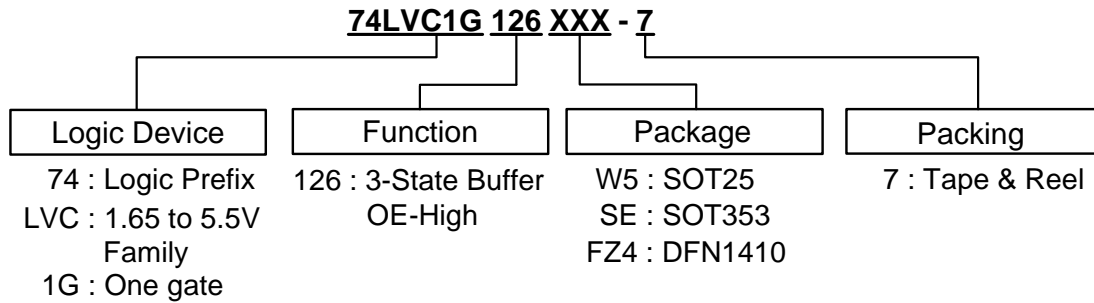 74LVC1G 126 XXX - 7
Logic Device
74 : Logic Prefix
LVC : 1.65 to 5.5V
Family
1G : One gate
Function
126 : 3-State Buffer
OE-High
Package
W5 : SOT25
SE : SOT353
FZ4 : DFN1410
Packing
7 : Tape & Reel